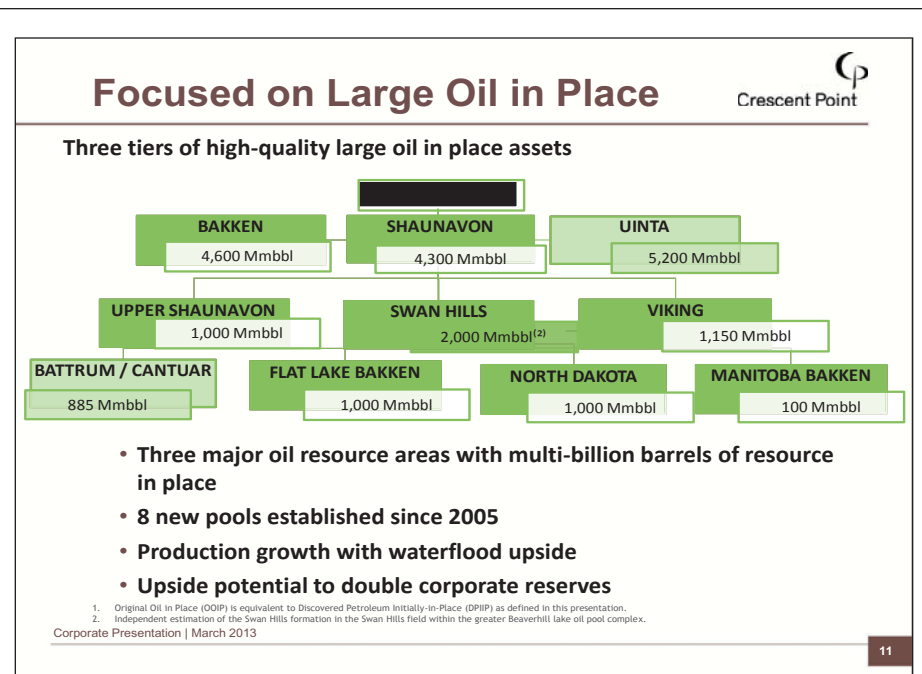 Focused on Large Oil in Place
Crescent Point
Three tiers of high-quality large oil in place assets
BAKKEN
4,600 Mmbbl
SHAUNAVON
4,300 Mmbbl
UINTA
5,200 Mmbbl
UPPER SHAUNAVON
1,000 Mmbbl
SWAN HILLS
2,000 Mmbbl(2)
VIKING
1,150 Mmbbl
BATTRUM / CANTUAR
885 Mmbbl
FLAT LAKE BAKKEN
1,000 Mmbbl
NORTH DAKOTA
1,000 Mmbbl
MANITOBA BAKKEN
100 Mmbbl
• Three major oil resource areas with multi-billion barrels of resource
in place
• 8 new pools established since 2005
• Production growth with waterflood upside
• Upside potential to double corporate reserves
1. Original Oil in Place (OOIP) is equivalent to Discovered Petroleum Initially-in-Place (DPIIP) as defined in this presentation.
2. Independent estimation of the Swan Hills formation in the Swan Hills field within the greater Beaverhill lake oil pool complex.
Corporate Presentation | March 2013
11